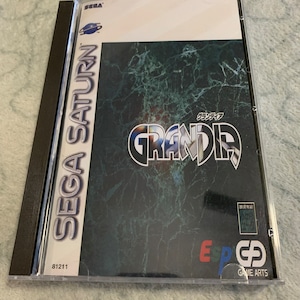 SEGA
SEGA SATURN
グランディア
GRANDIA
81211
ESP
GAME ARTS